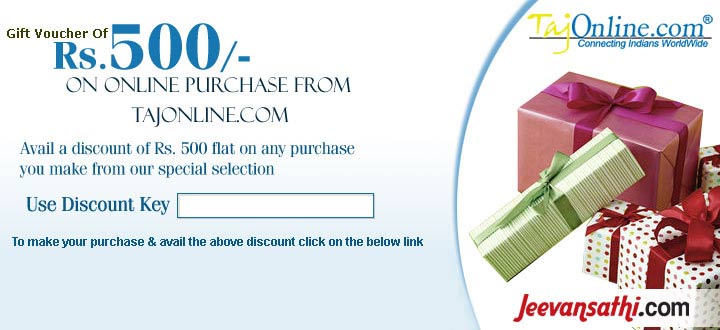 Gift Voucher Of
Rs.500/-
ON ONLINE PURCHASE FROM
TAJONLINE.COM
Avail a discount of Rs. 500 flat on any purchase
you make from our special selection
Use Discount Key
To make your purchase & avail the above discount click on the below link
TajOnline.com®
Connecting Indians WorldWide
Jeevansathi.com